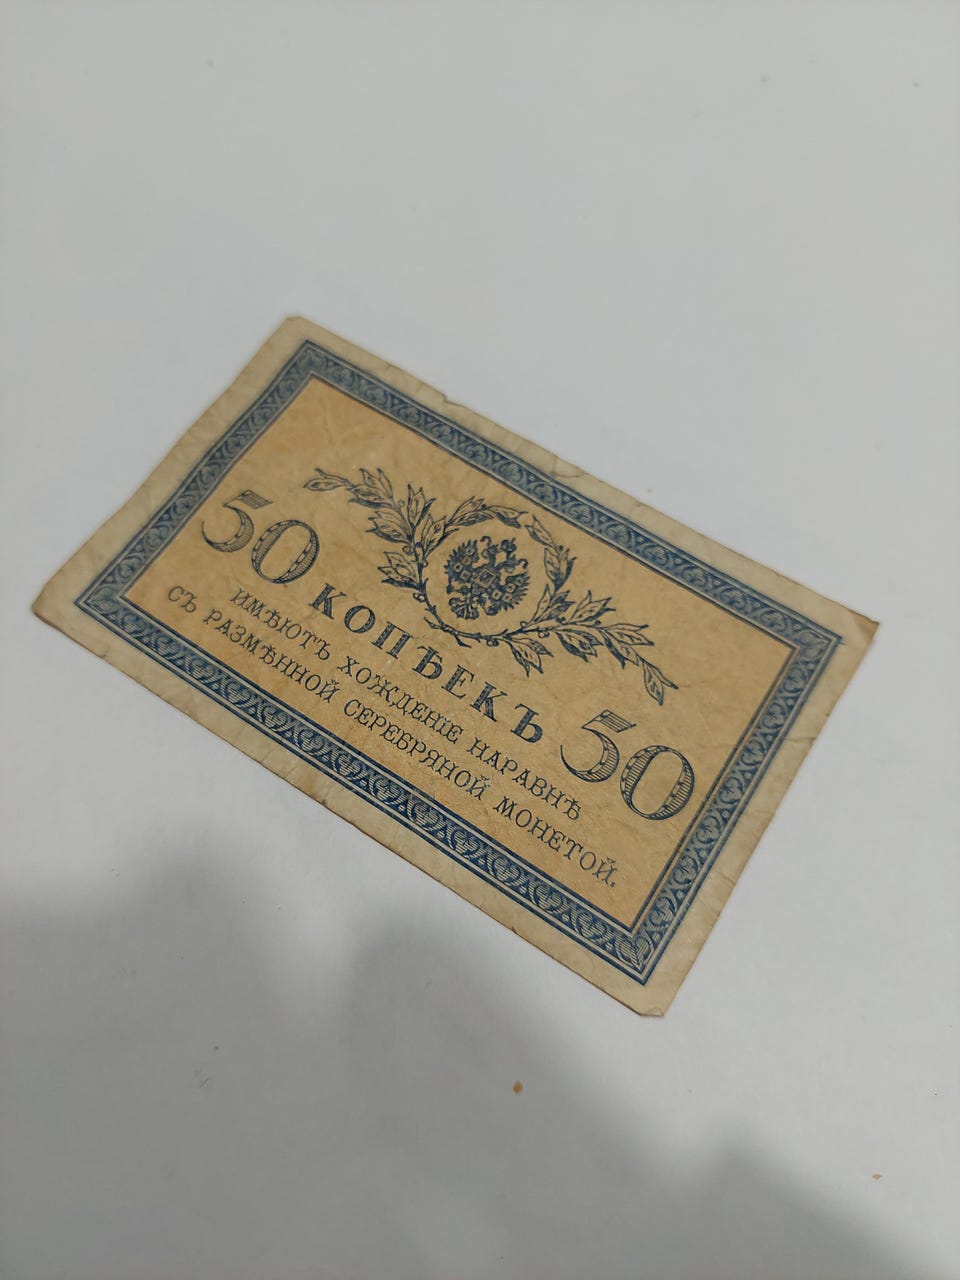 50 КОПѢЕКЪ 50
ИМѢЮТЪ ХОЖДЕНІЕ НАРАВНѢ
СЪ РАЗМѢННОЙ СЕРЕБРЯНОЙ МОНЕТОЙ.